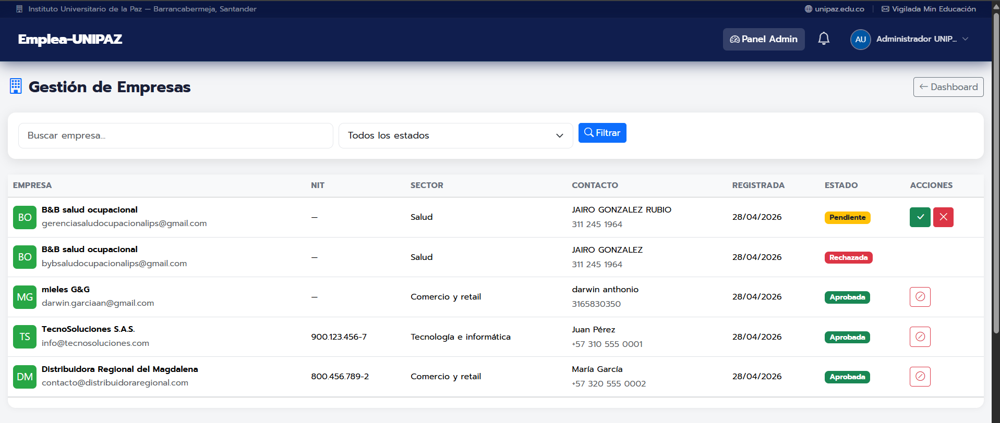 Instituto Universitario de la Paz — Barrancabermeja, Santander
unipaz.edu.co | Vigilada Min Educación
Emplea-UNIPAZ
Panel Admin
AU Administrador UNIP...
Gestión de Empresas
← Dashboard
Buscar empresa...
Todos los estados
Filtrar
EMPRESA NIT SECTOR CONTACTO REGISTRADA ESTADO ACCIONES
BO B&B salud ocupacional
gerenciasaludocupacionalips@gmail.com
—
Salud
JAIRO GONZALEZ RUBIO
311 245 1964
28/04/2026
Pendiente
BO B&B salud ocupacional
bybsaludocupacionalips@gmail.com
—
Salud
JAIRO GONZALEZ
311 245 1964
28/04/2026
Rechazada
MG mieles G&G
darwin.garciaan@gmail.com
—
Comercio y retail
darwin anthonio
3165830350
28/04/2026
Aprobada
TS TecnoSoluciones S.A.S.
info@tecnosoluciones.com
900.123.456-7
Tecnología e informática
Juan Pérez
+57 310 555 0001
28/04/2026
Aprobada
DM Distribuidora Regional del Magdalena
contacto@distribuidoraregional.com
800.456.789-2
Comercio y retail
María García
+57 320 555 0002
28/04/2026
Aprobada